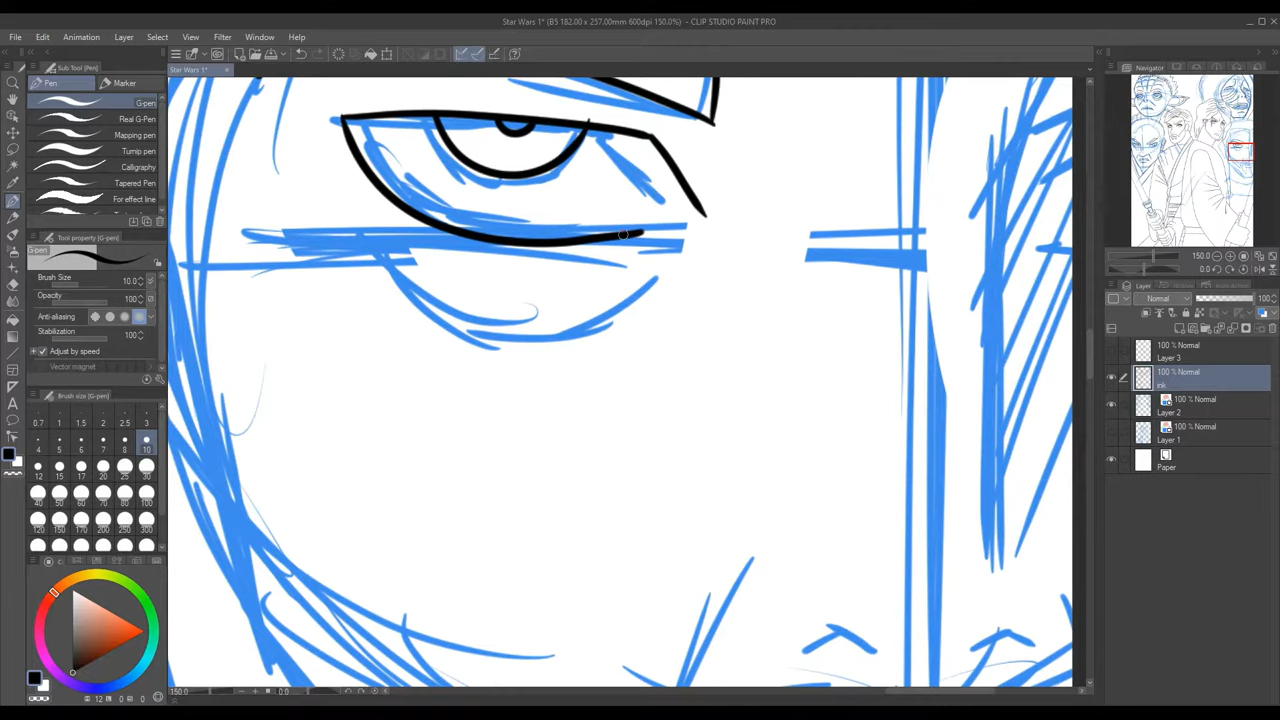 Star Wars 1* (B5 182.00 x 257.00mm 600dpi 150.0%) - CLIP STUDIO PAINT PRO
File Edit Animation Layer Select View Filter Window Help
Sub Tool [Pen]
Star Wars 1*
Navigator
Pen Marker
G-pen
Real G-Pen
Mapping pen
Turnip pen
Calligraphy
Tapered Pen
For effect line
Tool property [G-pen]
G-pen
Brush Size 10.0
Opacity 100
Anti-aliasing
Stabilization 100
Adjust by speed
Vector magnet
Brush size [G-pen]
0.7 1 1.5 2 3
4 5 6 7 8 10
12 15 17 20 25 30
40 50 60 70 80 100
120 150 170 200 250 300
12 0 0
150.0 0.0
150.0
0.0
Layer
Normal 100
100 % Normal
Layer 3
100 % Normal
ink
100 % Normal
Layer 2
100 % Normal
Layer 1
Paper